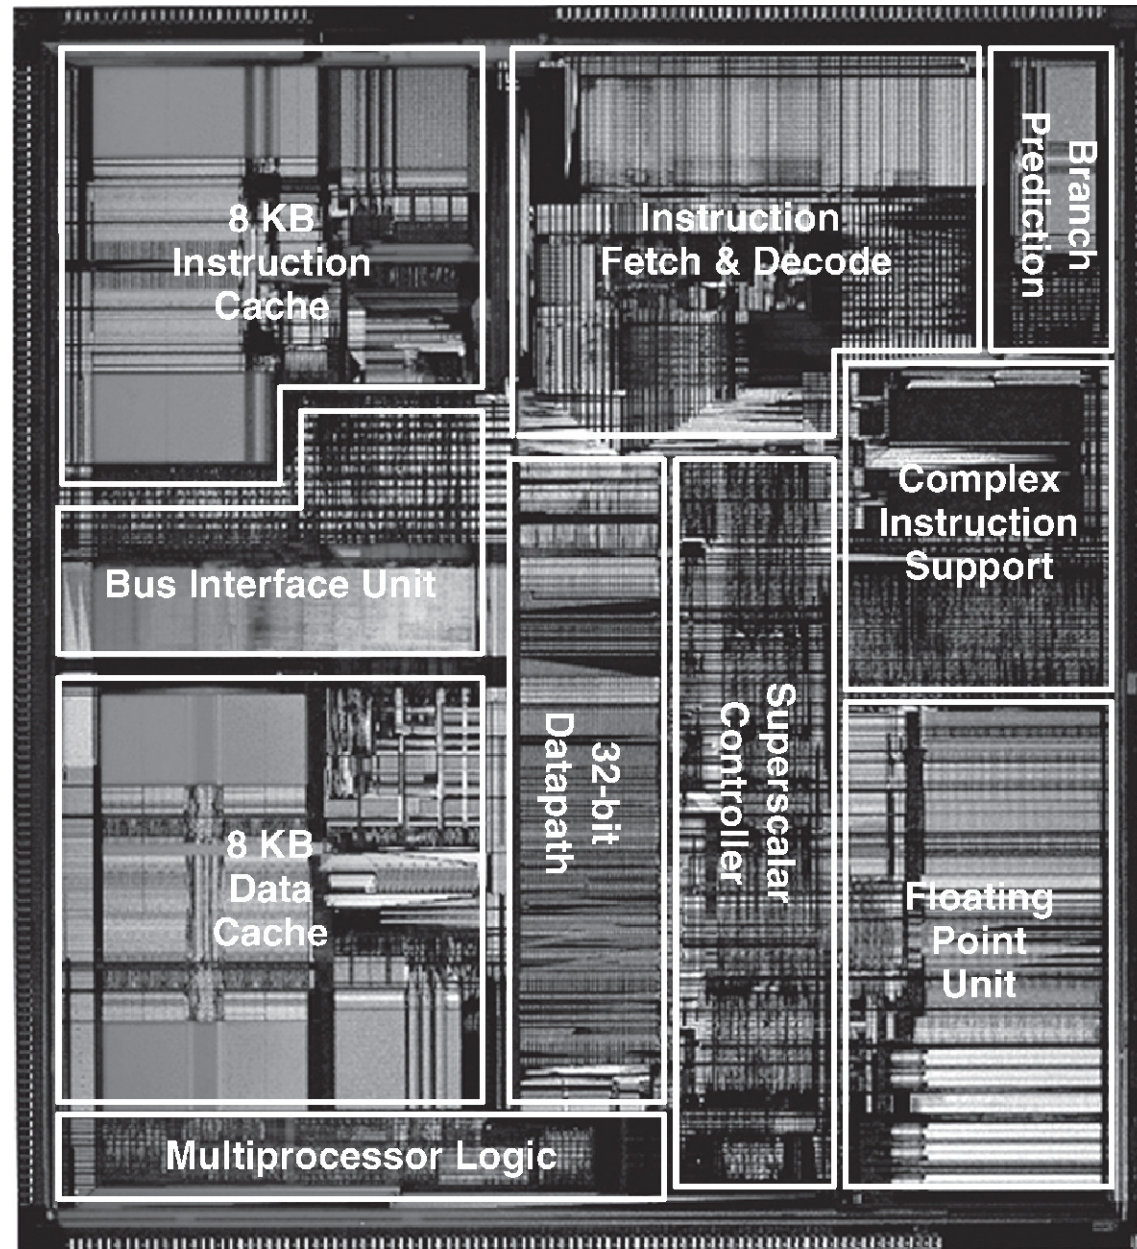 8 KB
Instruction
Cache
Instruction
Fetch & Decode
Branch
Prediction
Complex
Instruction
Support
Bus Interface Unit
8 KB
Data
Cache
32-bit
Datapath
Superscalar
Controller
Floating
Point
Unit
Multiprocessor Logic